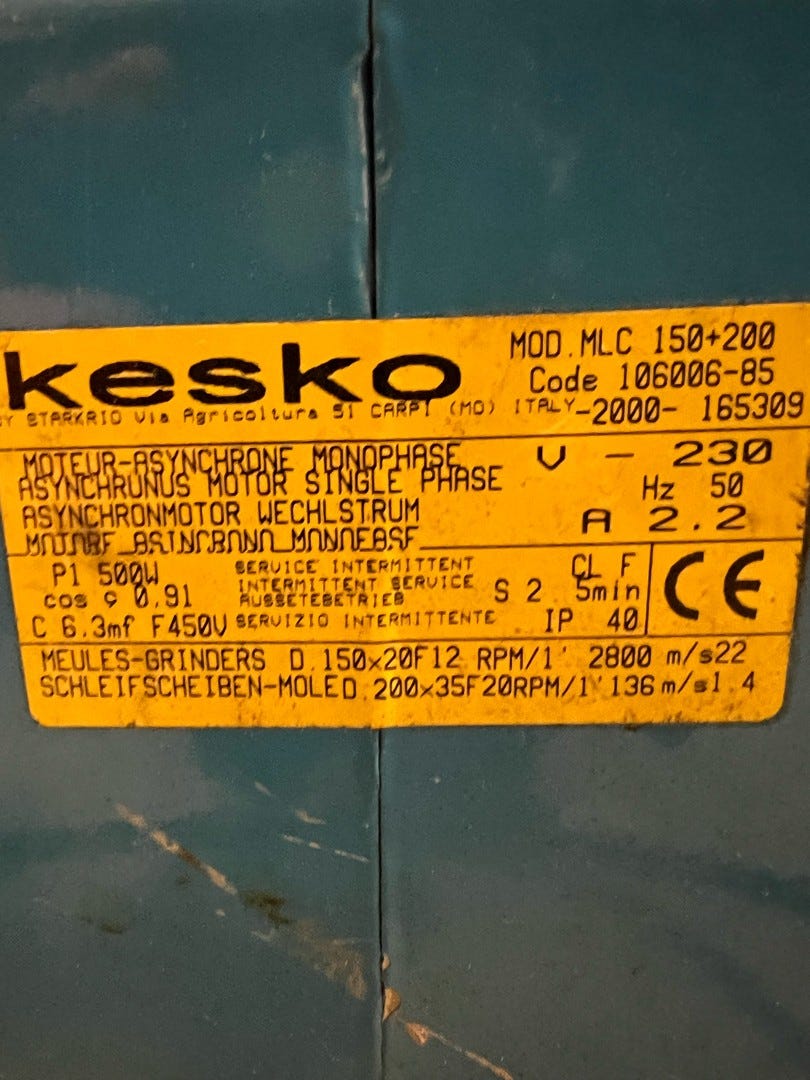 kesko
MOD.MLC 150+200
Code 106006-85
BY STARKRIO Via Agricoltura 51 CARPI (MO) ITALY -2000- 165309
MOTEUR-ASYNCHRONE MONOPHASE
ASYNCHRUNUS MOTOR SINGLE PHASE
ASYNCHRONMOTOR WECHLSTRUM
V - 230
Hz 50
A 2.2
P1 500W
cos φ 0,91
C 6.3mf F450V
SERVICE INTERMITTENT
INTERMITTENT SERVICE
AUSSETEBETRIEB
SERVIZIO INTERMITTENTE
CL F
S 2 5min
IP 40
CE
MEULES-GRINDERS D.150x20F12 RPM/1' 2800 m/s22
SCHLEIFSCHEIBEN-MOLED.200x35F20RPM/1'136 m/s1.4